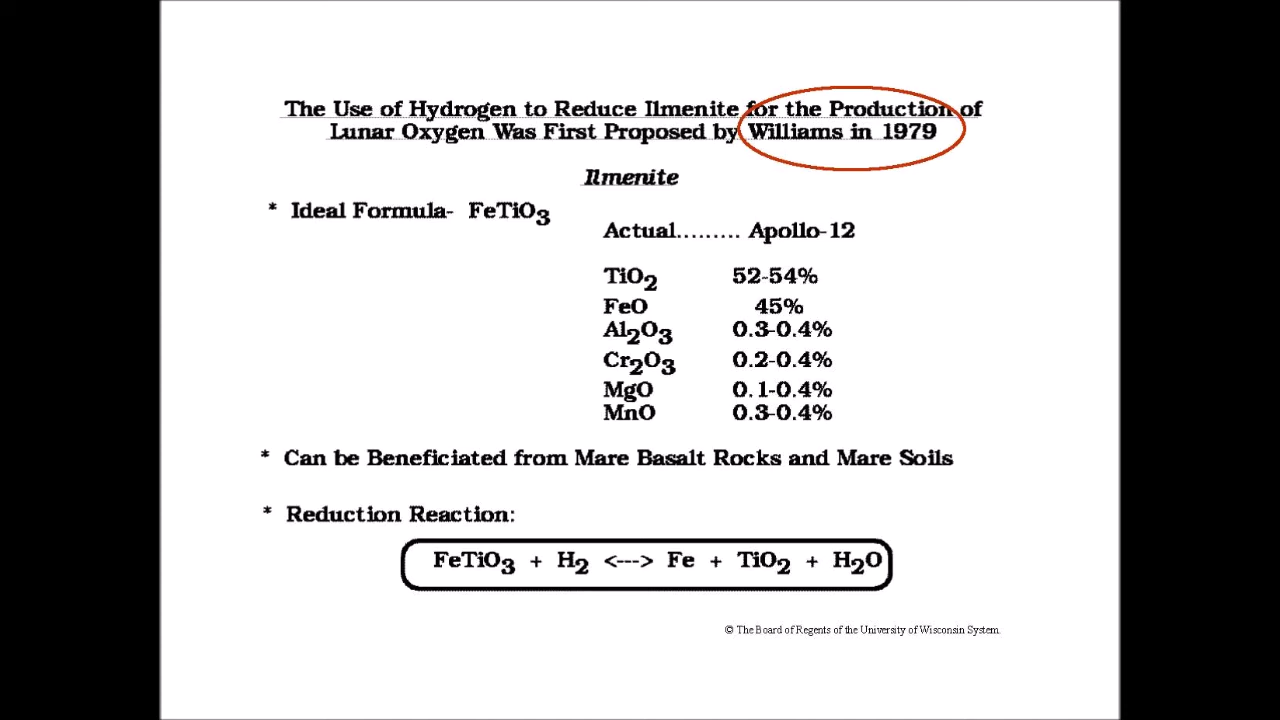 The Use of Hydrogen to Reduce Ilmenite for the Production of
Lunar Oxygen Was First Proposed by Williams in 1979
Ilmenite
* Ideal Formula- FeTiO3
Actual......... Apollo-12
TiO2 52-54%
FeO 45%
Al2O3 0.3-0.4%
Cr2O3 0.2-0.4%
MgO 0.1-0.4%
MnO 0.3-0.4%
* Can be Beneficiated from Mare Basalt Rocks and Mare Soils
* Reduction Reaction:
FeTiO3 + H2 <---> Fe + TiO2 + H2O
© The Board of Regents of the University of Wisconsin System.